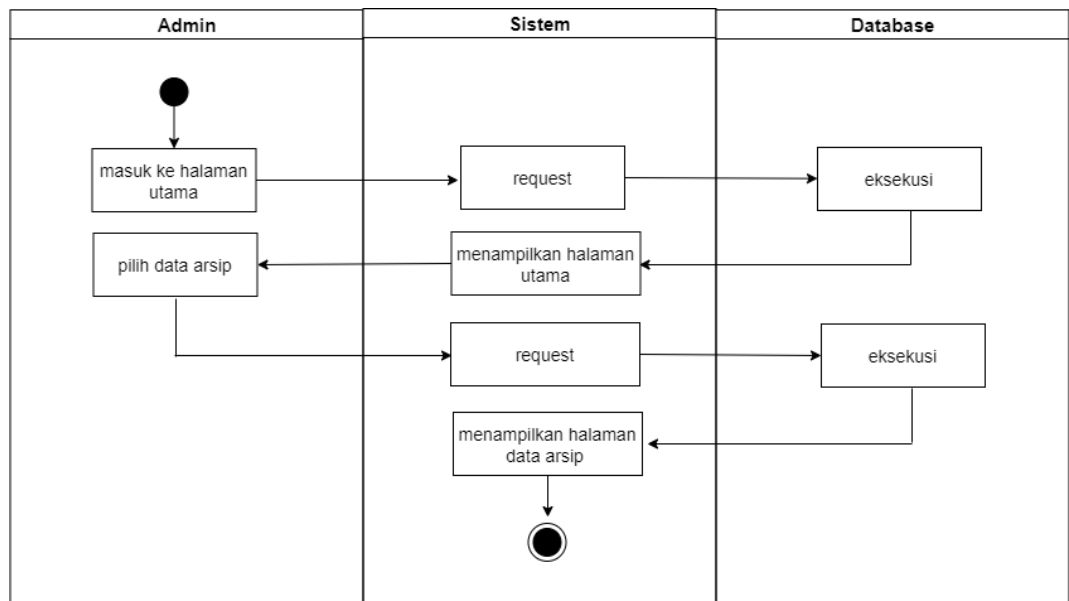 Admin
Sistem
Database
masuk ke halaman
utama
request
eksekusi
pilih data arsip
menampilkan halaman
utama
request
eksekusi
menampilkan halaman
data arsip